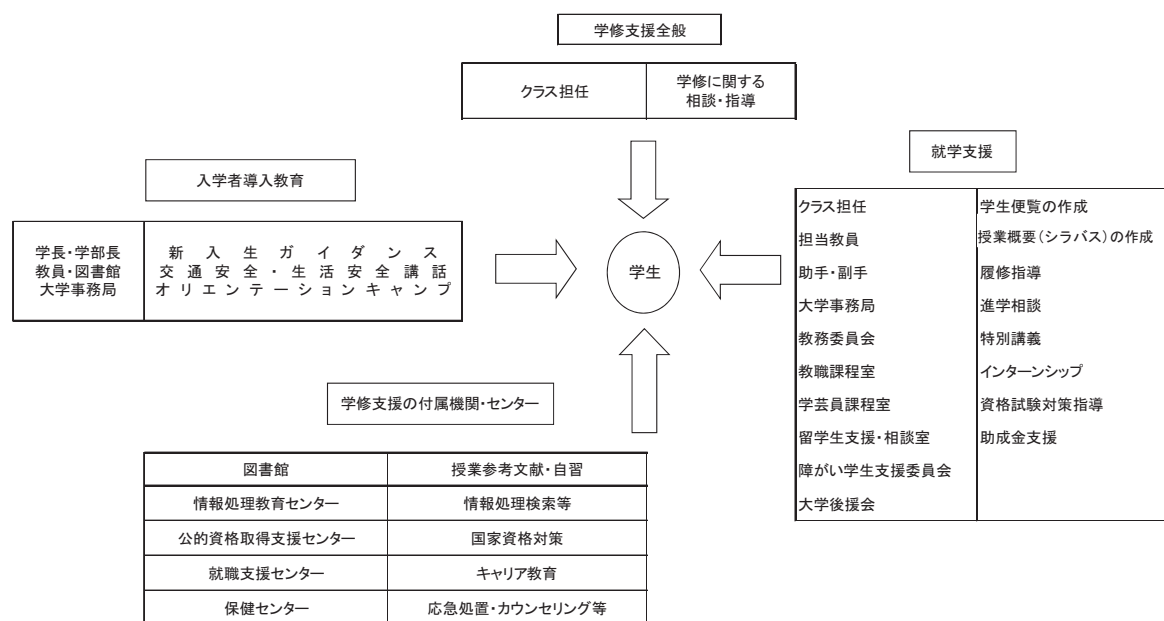 学修支援全般
クラス担任
学修に関する
相談・指導
入学者導入教育
学長・学部長
教員・図書館
大学事務局
新入生ガイダンス
交通安全・生活安全講話
オリエンテーションキャンプ
学生
就学支援
クラス担任 学生便覧の作成
担当教員 授業概要(シラバス)の作成
助手・副手 履修指導
大学事務局 進学相談
教務委員会 特別講義
教職課程室 インターンシップ
学芸員課程室 資格試験対策指導
留学生支援・相談室 助成金支援
障がい学生支援委員会
大学後援会
学修支援の付属機関・センター
図書館 授業参考文献・自習
情報処理教育センター 情報処理検索等
公的資格取得支援センター 国家資格対策
就職支援センター キャリア教育
保健センター 応急処置・カウンセリング等